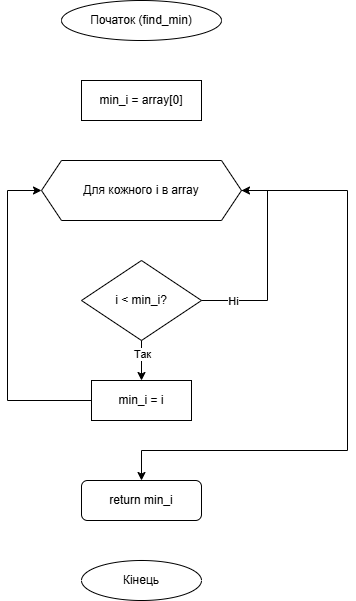 Початок (find_min)
min_i = array[0]
Для кожного i в array
i < min_i?
Ні
Так
min_i = i
return min_i
Кінець